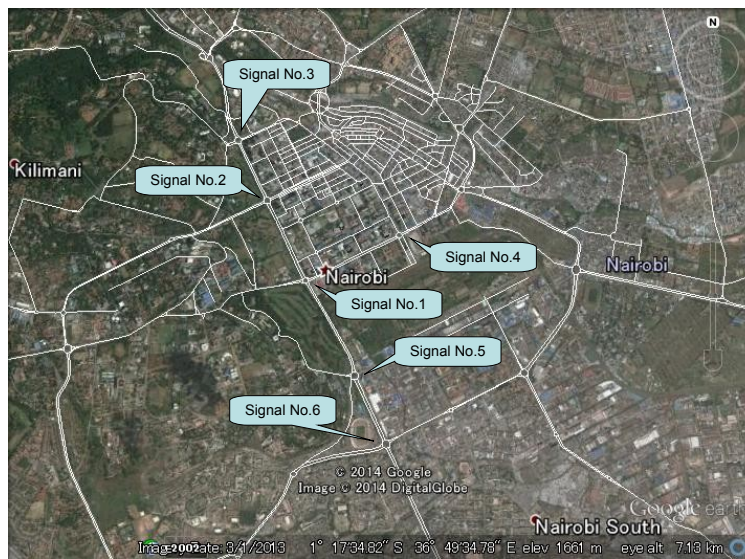 N
Signal No.3
Kilimani
Signal No.2
Signal No.4
Nairobi
Nairobi
Signal No.1
Signal No.5
Signal No.6
© 2014 Google
Image © 2014 DigitalGlobe
Google earth
Nairobi South
3/1/2013 1° 17'34.82" S 36° 49'34.78" E elev 1661 m eye alt 7.13 km